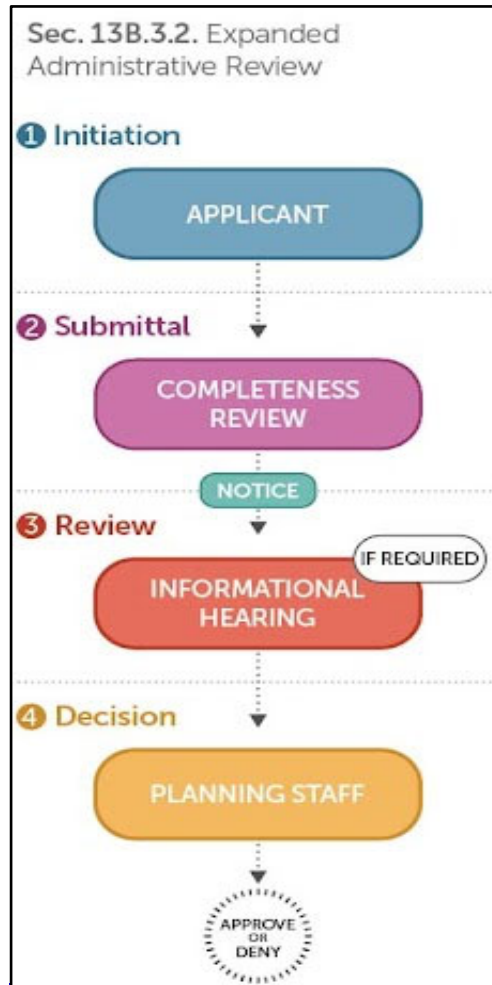 Sec. 13B.3.2. Expanded
Administrative Review
1 Initiation
APPLICANT
2 Submittal
COMPLETENESS
REVIEW
NOTICE
3 Review
IF REQUIRED
INFORMATIONAL
HEARING
4 Decision
PLANNING STAFF
APPROVE
OR
DENY